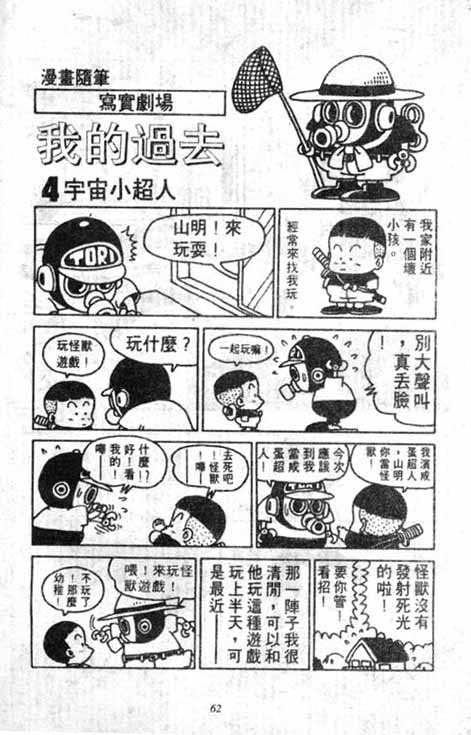 漫畫隨筆
寫實劇場
我的過去
4宇宙小超人
我家附近
有一個壞
小孩。
經常來找我玩。
山明！來
玩耍！
TORI
別大聲叫
，真丟臉
！
一起玩嘛！
玩什麼？
玩怪獸
遊戲！
我演成
蛋超人
，山明
你當怪
獸！
今次
應該
到我
當成
蛋超
人！
去死吧
！怪獸
！嗶——
什麼！？
好！看
我的！
嗶——
怪獸沒有
發射死光
的啦！
要你管！
看招！
那一陣子我很
清閒，可以和
他玩這種遊戲
玩上半天，可
是最近——
喂！來玩怪
獸遊戲！
不玩了
！那麼
幼稚！
62